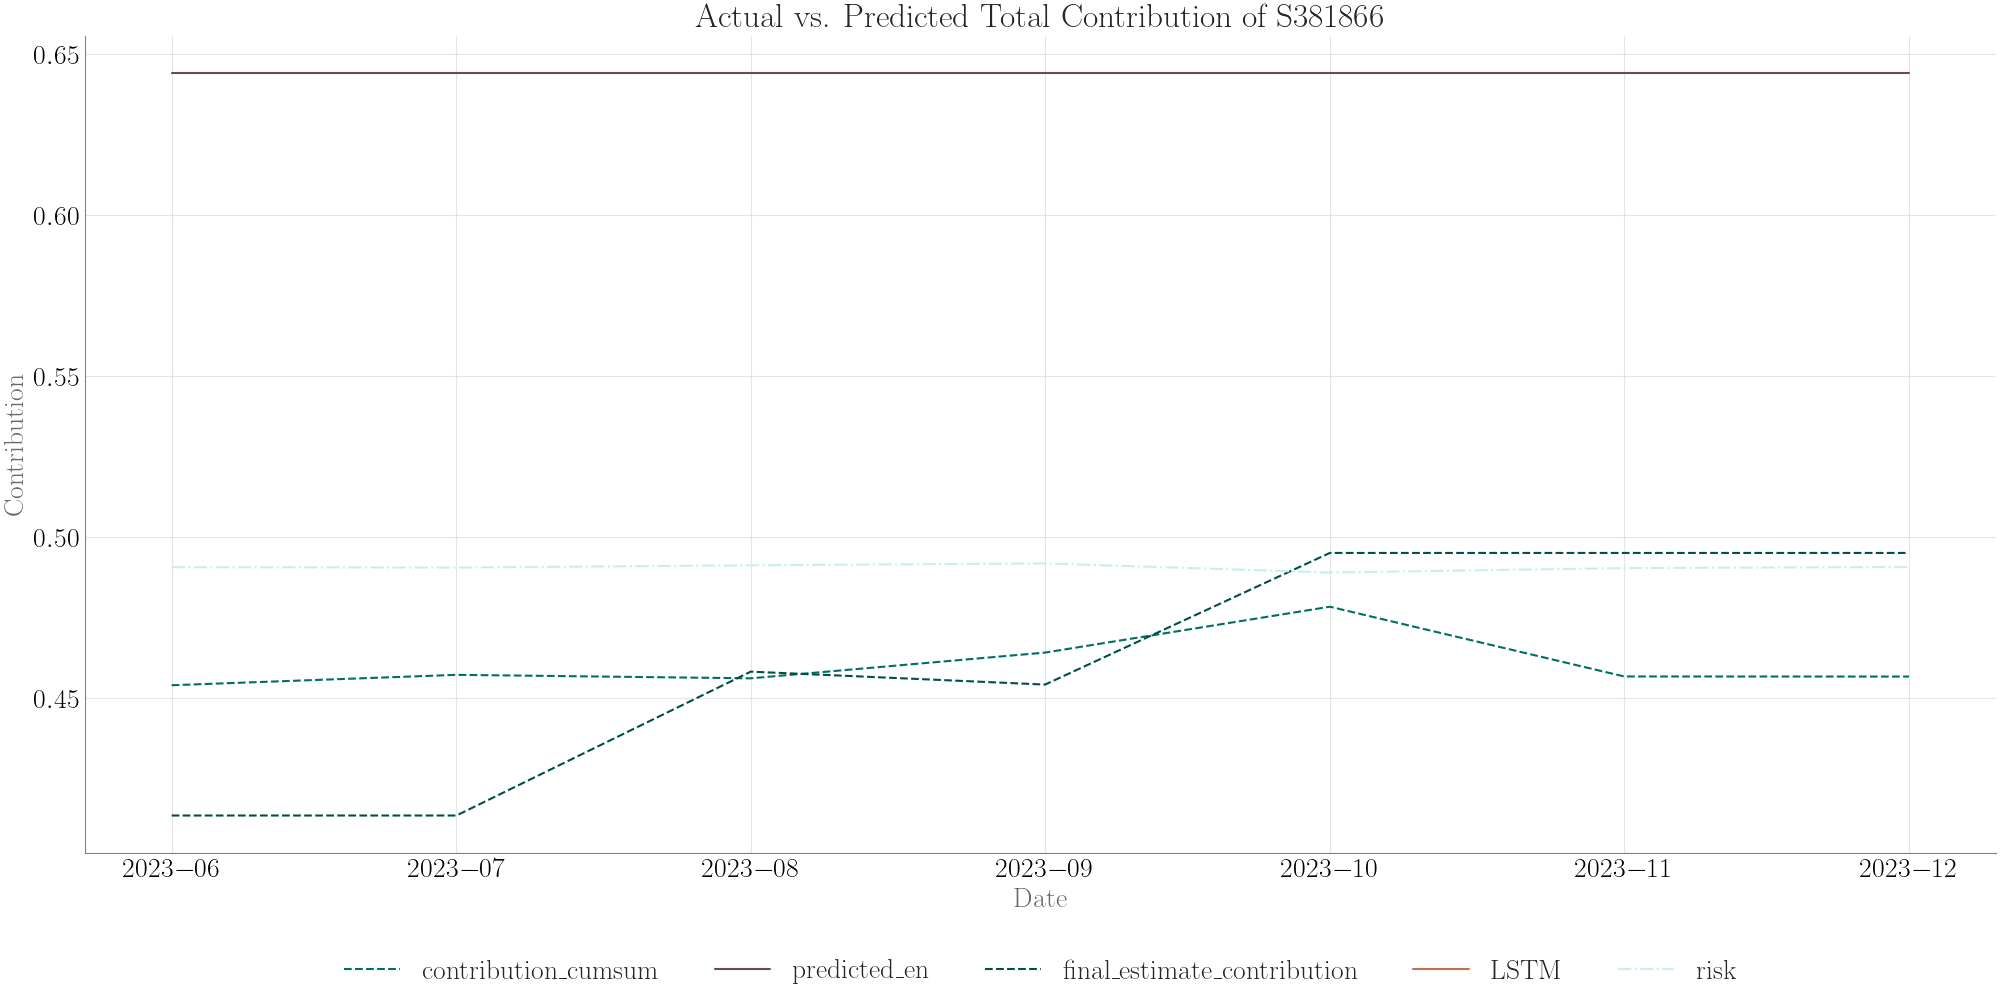 Actual vs. Predicted Total Contribution of S381866
0.65
0.60
0.55
0.50
0.45
Contribution
2023−06 2023−07 2023−08 2023−09 2023−10 2023−11 2023−12
Date
contribution_cumsum predicted_en final_estimate_contribution LSTM risk